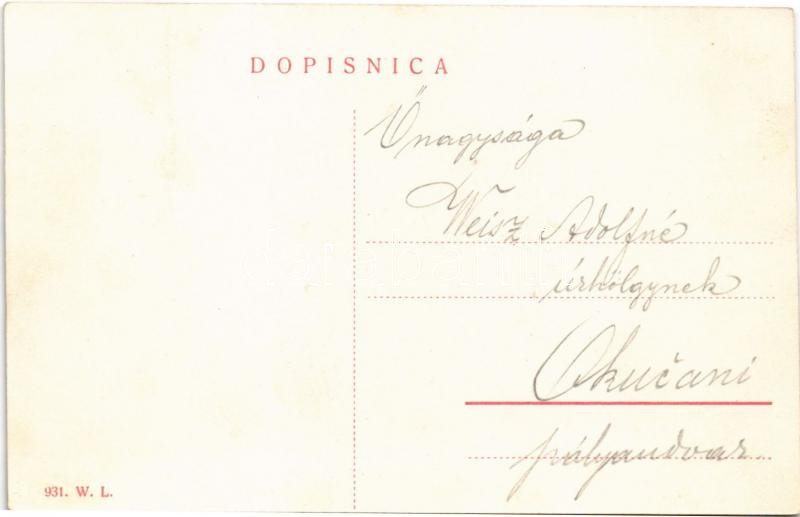 DOPISNICA
Őnagysága
Weisz Adolfné
úrhölgynek
Okučani
pályaudvar.
931. W. L.